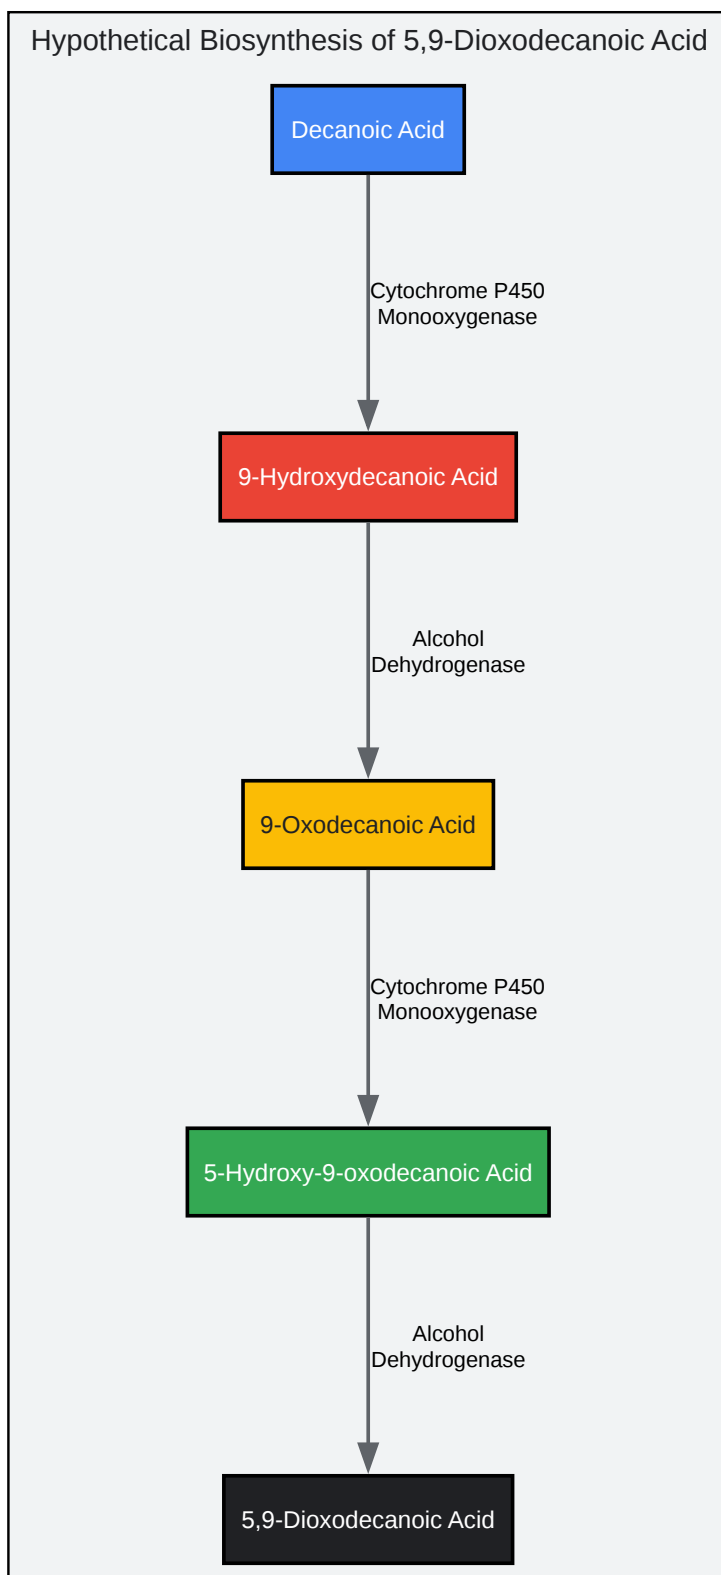 Hypothetical Biosynthesis of 5,9-Dioxodecanoic Acid
Decanoic Acid
Cytochrome P450
Monooxygenase
9-Hydroxydecanoic Acid
Alcohol
Dehydrogenase
9-Oxodecanoic Acid
Cytochrome P450
Monooxygenase
5-Hydroxy-9-oxodecanoic Acid
Alcohol
Dehydrogenase
5,9-Dioxodecanoic Acid